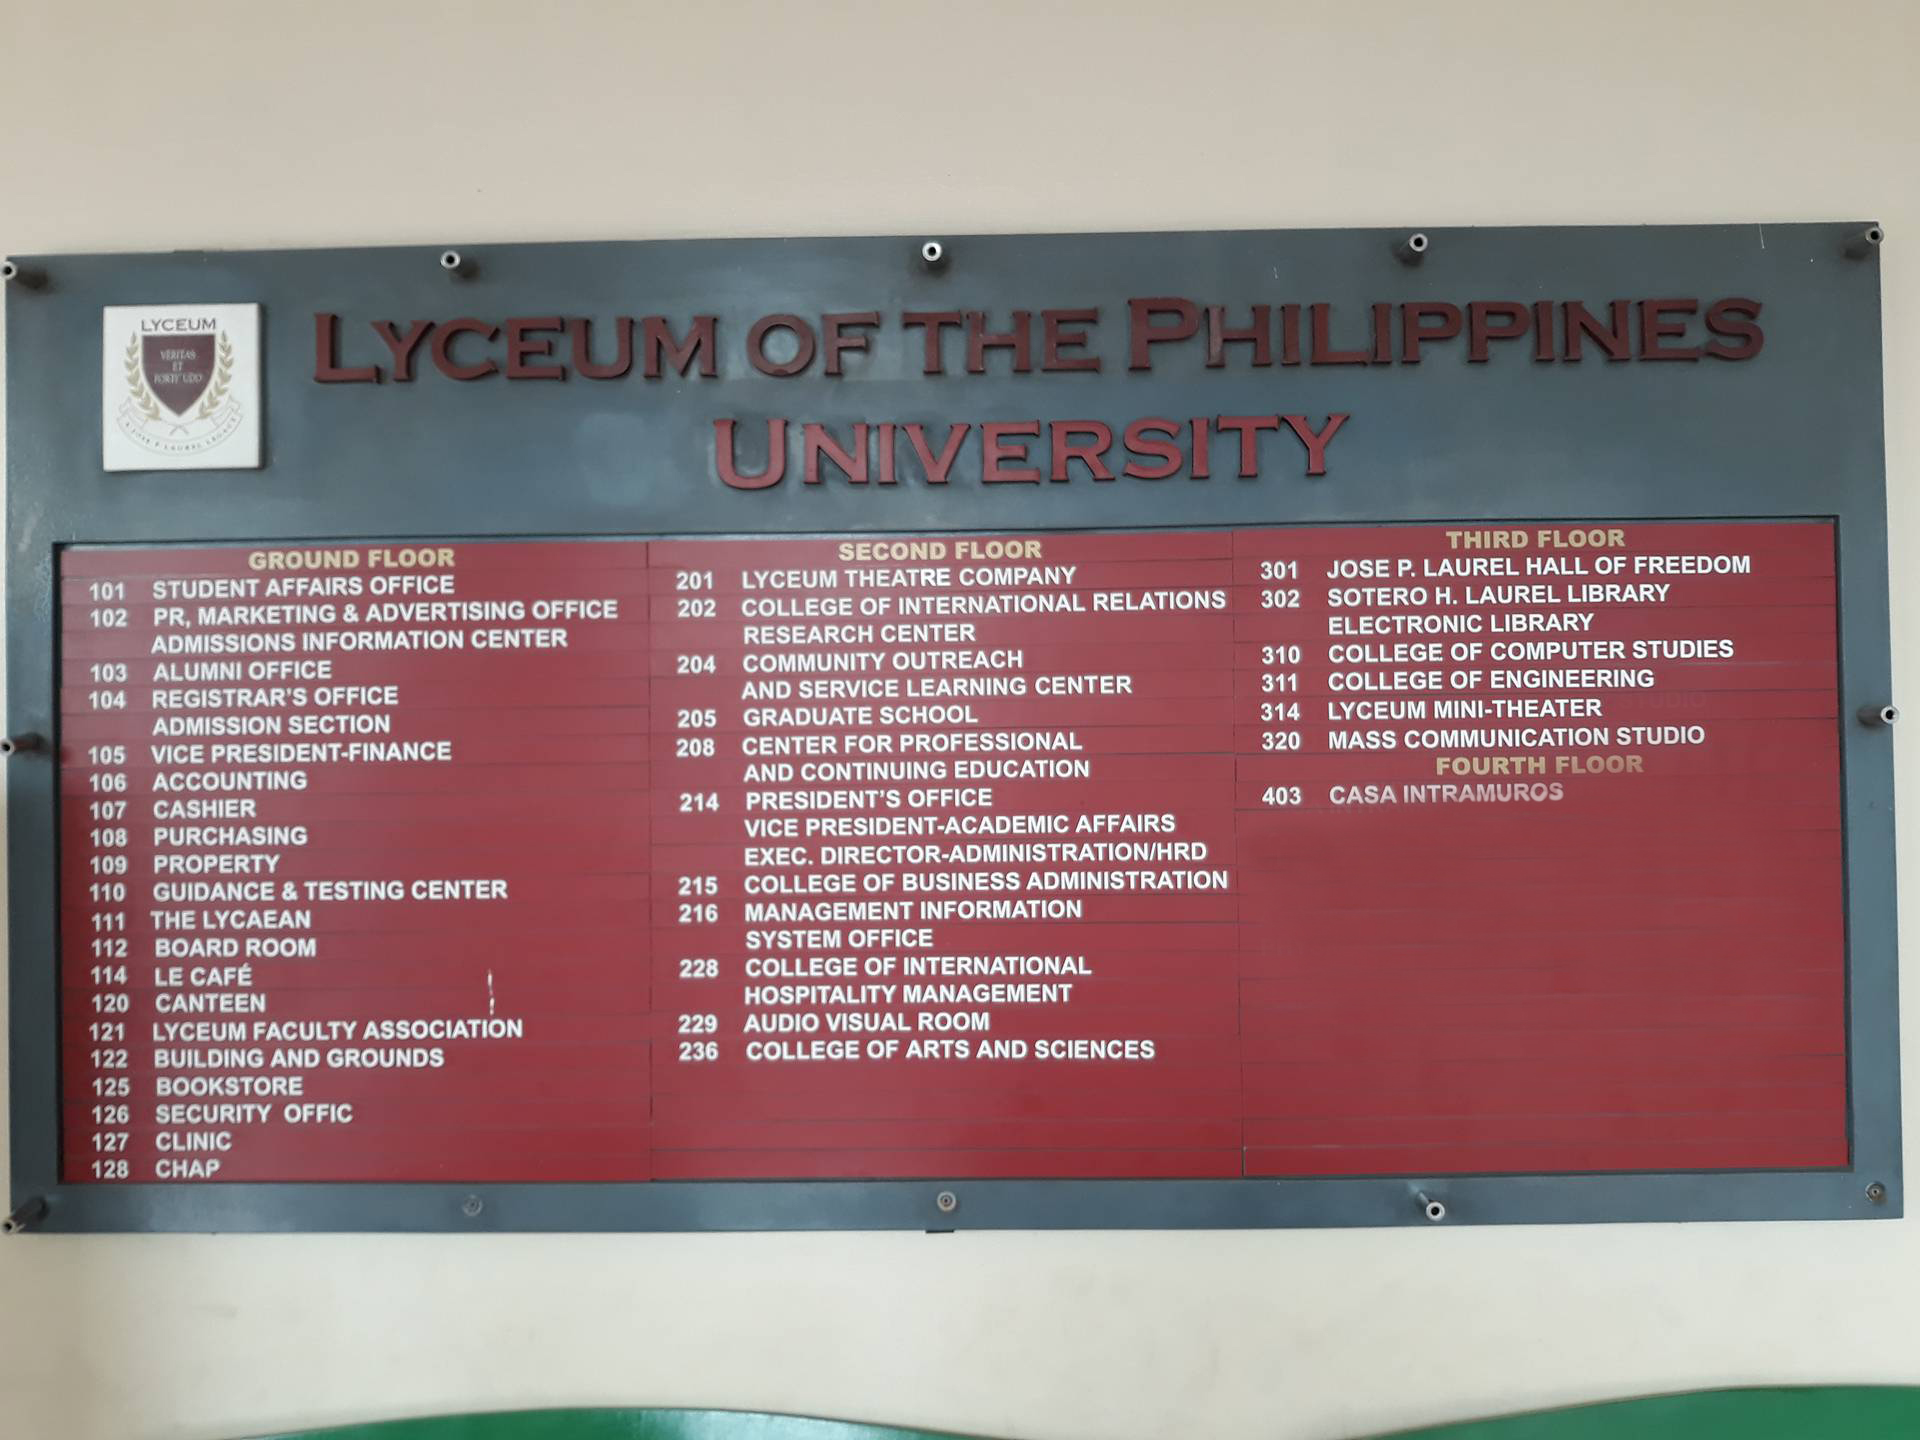 LYCEUM
VERITAS
ET
FORTITUDO
A JOSE P. LAUREL LEGACY
LYCEUM OF THE PHILIPPINES
UNIVERSITY
GROUND FLOOR
101 STUDENT AFFAIRS OFFICE
102 PR, MARKETING & ADVERTISING OFFICE
ADMISSIONS INFORMATION CENTER
103 ALUMNI OFFICE
104 REGISTRAR'S OFFICE
ADMISSION SECTION
105 VICE PRESIDENT-FINANCE
106 ACCOUNTING
107 CASHIER
108 PURCHASING
109 PROPERTY
110 GUIDANCE & TESTING CENTER
111 THE LYCAEAN
112 BOARD ROOM
114 LE CAFÉ
120 CANTEEN
121 LYCEUM FACULTY ASSOCIATION
122 BUILDING AND GROUNDS
125 BOOKSTORE
126 SECURITY OFFIC
127 CLINIC
128 CHAP
SECOND FLOOR
201 LYCEUM THEATRE COMPANY
202 COLLEGE OF INTERNATIONAL RELATIONS
RESEARCH CENTER
204 COMMUNITY OUTREACH
AND SERVICE LEARNING CENTER
205 GRADUATE SCHOOL
208 CENTER FOR PROFESSIONAL
AND CONTINUING EDUCATION
214 PRESIDENT'S OFFICE
VICE PRESIDENT-ACADEMIC AFFAIRS
EXEC. DIRECTOR-ADMINISTRATION/HRD
215 COLLEGE OF BUSINESS ADMINISTRATION
216 MANAGEMENT INFORMATION
SYSTEM OFFICE
228 COLLEGE OF INTERNATIONAL
HOSPITALITY MANAGEMENT
229 AUDIO VISUAL ROOM
236 COLLEGE OF ARTS AND SCIENCES
THIRD FLOOR
301 JOSE P. LAUREL HALL OF FREEDOM
302 SOTERO H. LAUREL LIBRARY
ELECTRONIC LIBRARY
310 COLLEGE OF COMPUTER STUDIES
311 COLLEGE OF ENGINEERING
314 LYCEUM MINI-THEATER
320 MASS COMMUNICATION STUDIO
FOURTH FLOOR
403 CASA INTRAMUROS